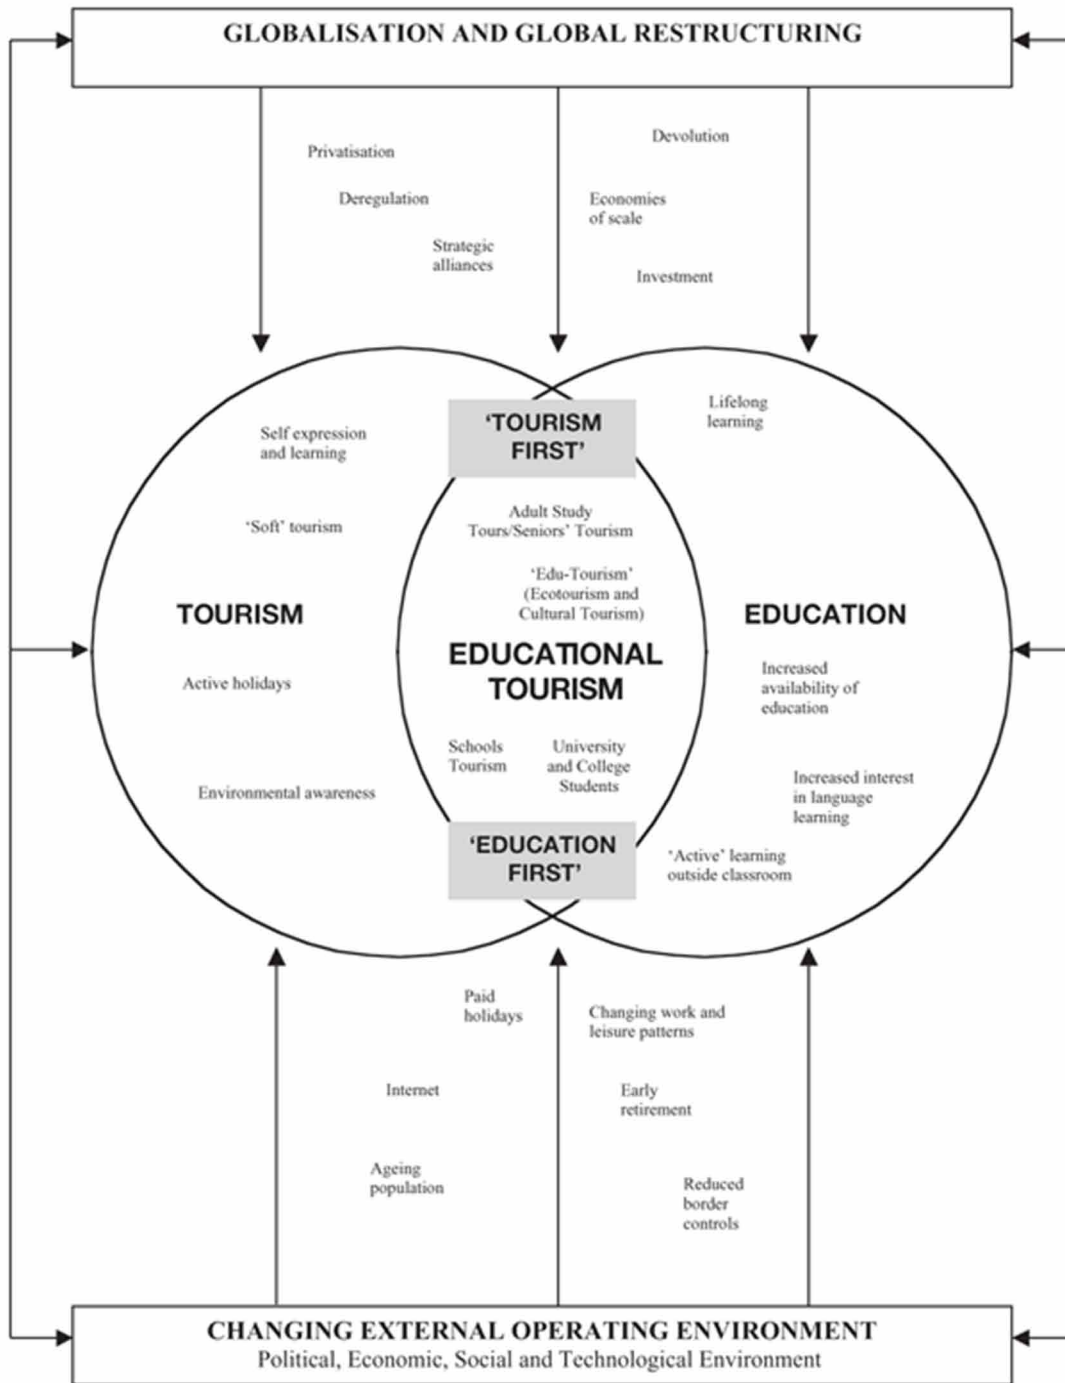 GLOBALISATION AND GLOBAL RESTRUCTURING
Devolution
Privatisation
Deregulation
Economies
of scale
Strategic
alliances
Investment
'TOURISM
FIRST'
Lifelong
learning
Self expression
and learning
'Soft' tourism
Adult Study
Tours/Seniors' Tourism
'Edu-Tourism'
(Ecotourism and
Cultural Tourism)
TOURISM
EDUCATION
EDUCATIONAL
TOURISM
Active holidays
Increased
availability of
education
Schools
Tourism
University
and College
Students
Environmental awareness
Increased interest
in language
learning
'EDUCATION
FIRST'
'Active' learning
outside classroom
Paid
holidays
Changing work and
leisure patterns
Internet
Early
retirement
Ageing
population
Reduced
border
controls
CHANGING EXTERNAL OPERATING ENVIRONMENT
Political, Economic, Social and Technological Environment